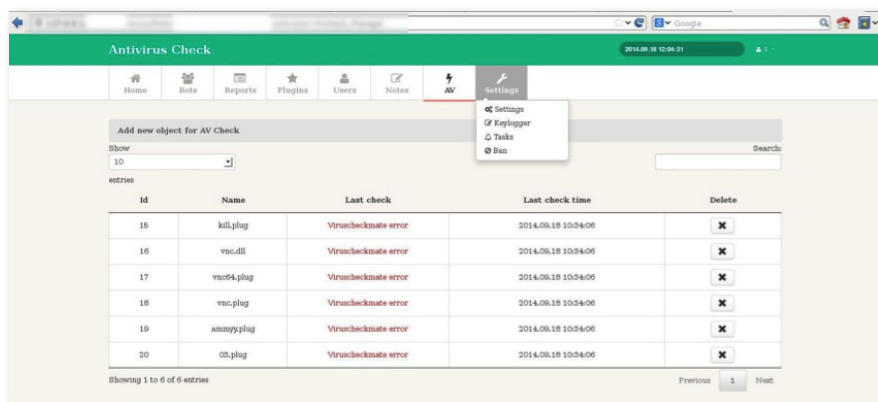 Google
Antivirus Check
2014.09.18 12:04:31
S
Home
Bots
Reports
Plugins
Users
Notes
AV
Settings
Settings
Keylogger
Tasks
Ban
Add new object for AV Check
Show
10
entries
Search:
Id Name Last check Last check time Delete
15 kill.plug Viruscheckmate error 2014.09.18 10:34:06
16 vnc.dll Viruscheckmate error 2014.09.18 10:34:06
17 vnc64.plug Viruscheckmate error 2014.09.18 10:34:06
18 vnc.plug Viruscheckmate error 2014.09.18 10:34:06
19 ammyy.plug Viruscheckmate error 2014.09.18 10:34:06
20 03.plug Viruscheckmate error 2014.09.18 10:34:06
Showing 1 to 6 of 6 entries
Previous 1 Next